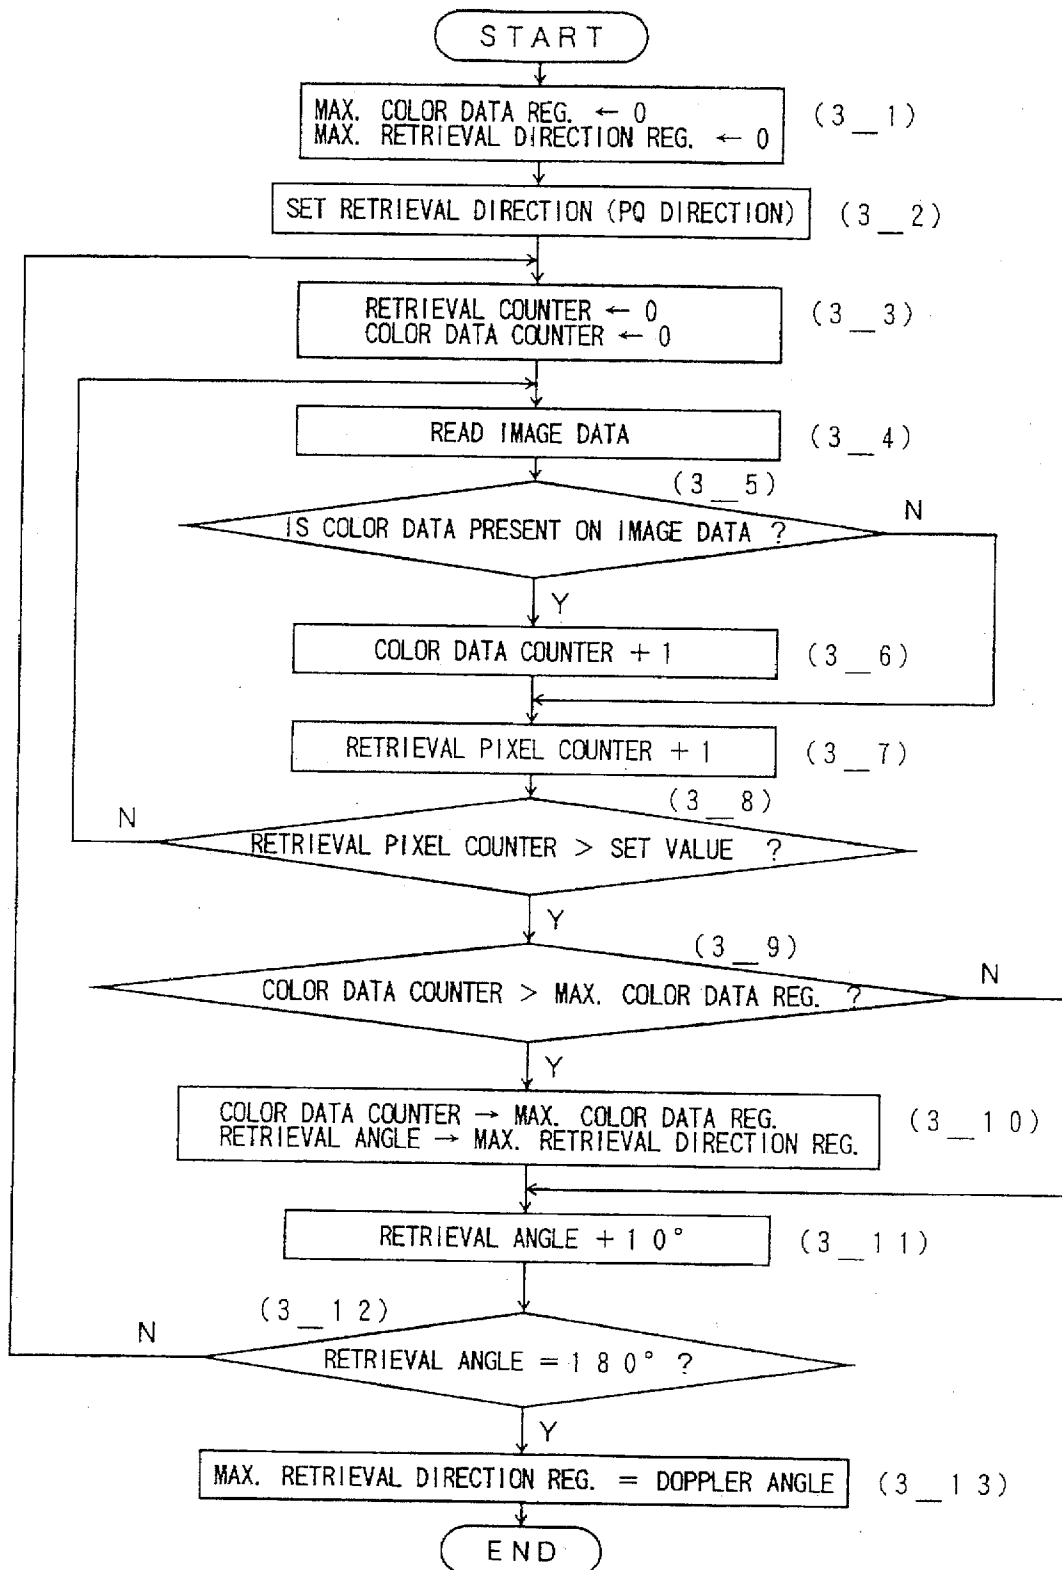 START
MAX. COLOR DATA REG. ← 0
MAX. RETRIEVAL DIRECTION REG. ← 0
(3_1)
SET RETRIEVAL DIRECTION (PQ DIRECTION)
(3_2)
RETRIEVAL COUNTER ← 0
COLOR DATA COUNTER ← 0
(3_3)
READ IMAGE DATA
(3_4)
(3_5)
IS COLOR DATA PRESENT ON IMAGE DATA ?
N
Y
COLOR DATA COUNTER + 1
(3_6)
RETRIEVAL PIXEL COUNTER + 1
(3_7)
(3_8)
N
RETRIEVAL PIXEL COUNTER > SET VALUE ?
Y
(3_9)
N
COLOR DATA COUNTER > MAX. COLOR DATA REG. ?
Y
COLOR DATA COUNTER → MAX. COLOR DATA REG.
RETRIEVAL ANGLE → MAX. RETRIEVAL DIRECTION REG.
(3_10)
RETRIEVAL ANGLE + 10°
(3_11)
(3_12)
N
RETRIEVAL ANGLE = 180° ?
Y
MAX. RETRIEVAL DIRECTION REG. = DOPPLER ANGLE
(3_13)
END